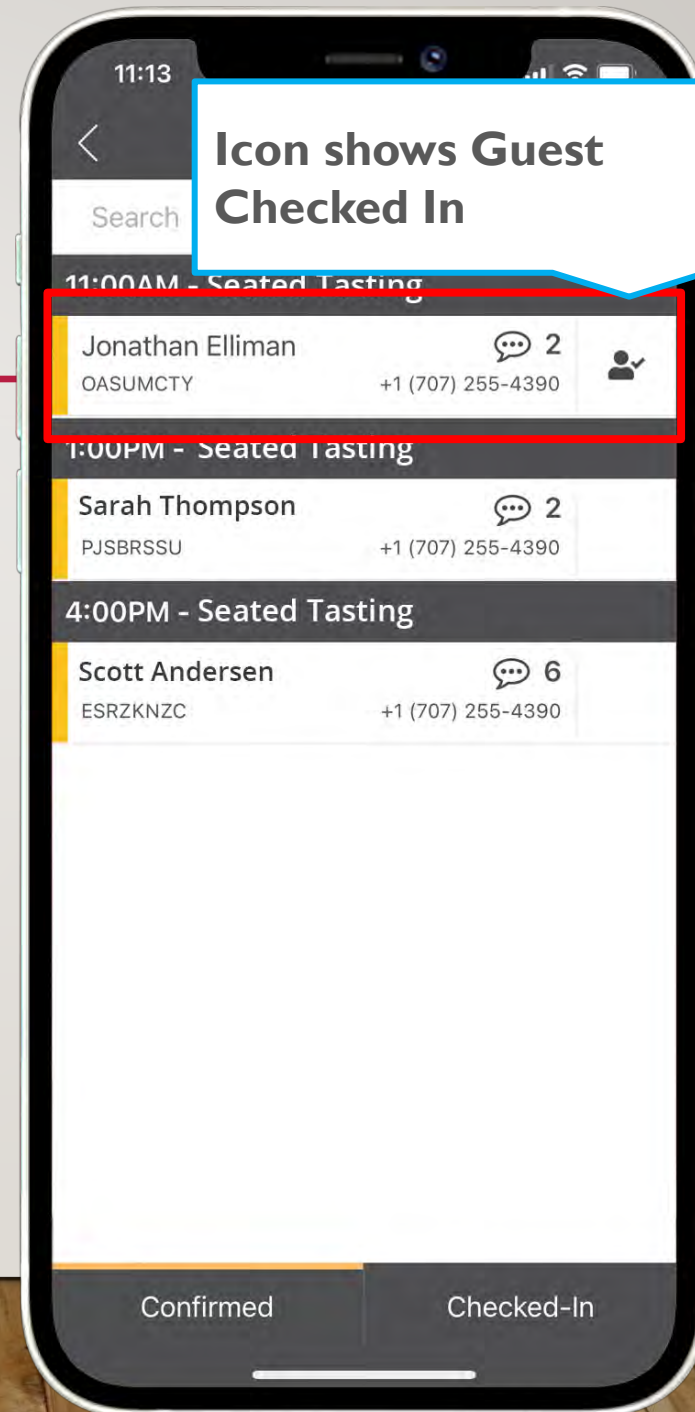 11:13
Icon shows Guest
Checked In
Search
11:00AM - Seated Tasting
Jonathan Elliman 2
OASUMCTY +1 (707) 255-4390
1:00PM - Seated Tasting
Sarah Thompson 2
PJSBRSSU +1 (707) 255-4390
4:00PM - Seated Tasting
Scott Andersen 6
ESRZKNZC +1 (707) 255-4390
Confirmed Checked-In